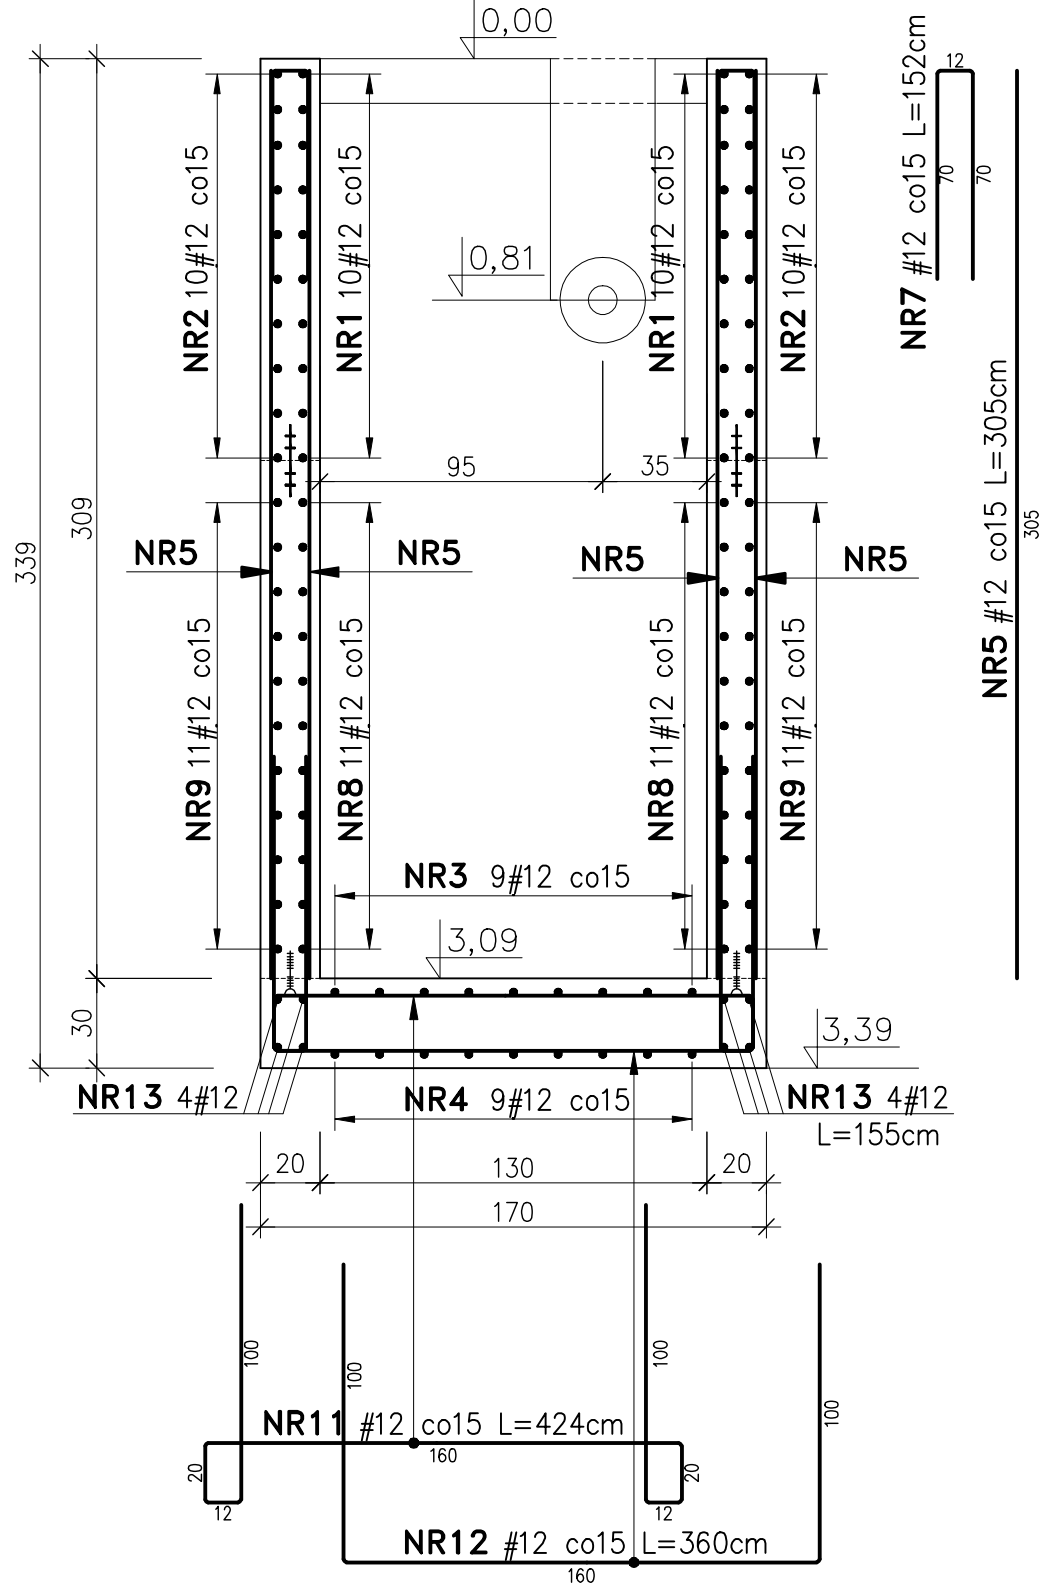 0,00
12
NR7 #12 co15 L=152cm
70
70
NR2 10#12 co15
NR1 10#12 co15
NR1 10#12 co15
NR2 10#12 co15
0,81
95
35
309
339
NR5
NR5
NR5
NR5
NR5 #12 co15 L=305cm
305
NR9 11#12 co15
NR8 11#12 co15
NR8 11#12 co15
NR9 11#12 co15
NR3 9#12 co15
3,09
30
3,39
NR13 4#12
NR4 9#12 co15
NR13 4#12
L=155cm
20
130
20
170
100
100
100
100
NR11 #12 co15 L=424cm
160
20
20
12
12
NR12 #12 co15 L=360cm
160